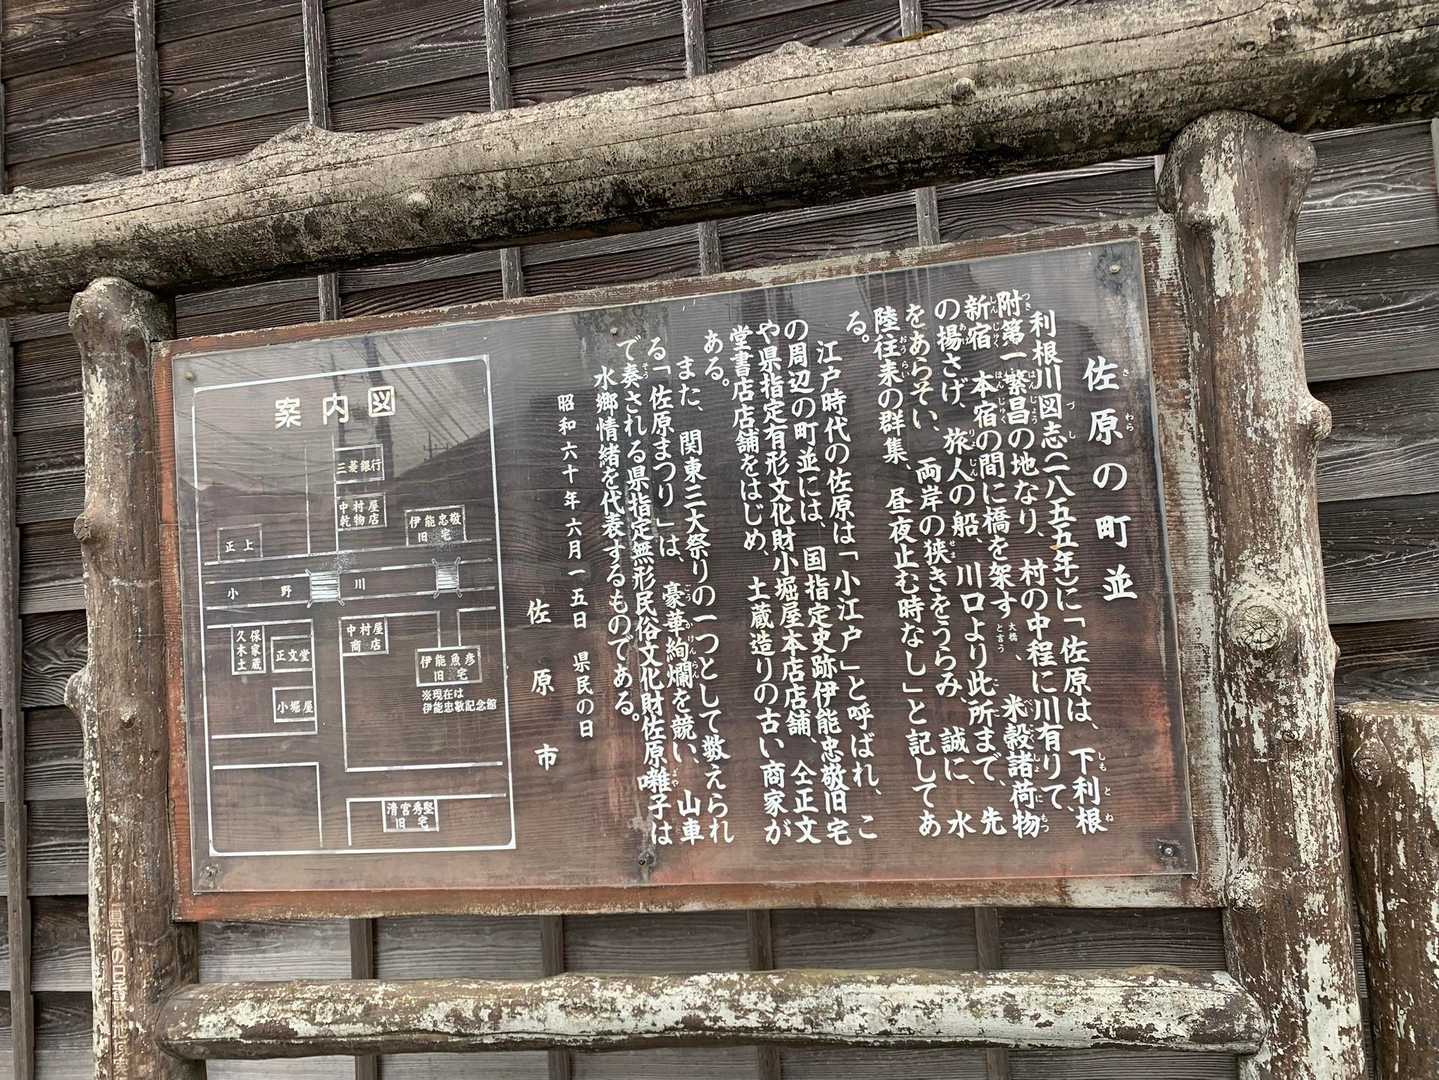 佐原の町並
利根川図志(一八五五年)に「佐原は、下利根
附第一繁昌の地なり、村の中程に川有りて、
新宿 本宿の間に橋を架す大橋と言う、米穀諸荷物
の揚さげ、旅人の船、川口より此所まで、先
をあらそい、両岸の狭きをうらみ、誠に、水
陸往来の群集、昼夜止む時なし」と記してあ
る。
江戸時代の佐原は「小江戸」と呼ばれ、こ
の周辺の町並には、国指定史跡伊能忠敬旧宅
や県指定有形文化財小堀屋本店店舗、仝正文
堂書店店舗をはじめ、土蔵造りの古い商家が
ある。
また、関東三大祭りの一つとして数えられ
る「佐原まつり」は、豪華絢爛を競い、山車
で奏される県指定無形民俗文化財佐原囃子は
水郷情緒を代表するものである。
昭和六十年六月一五日 県民の日
佐原市
案内図
三菱銀行
中村屋
乾物店
伊能忠敬
旧宅
正上
小野川
久保
木家
土蔵
正文堂
中村屋
商店
伊能魚彦
旧宅
※現在は
伊能忠敬記念館
小堀屋
清宮秀堅
旧宅